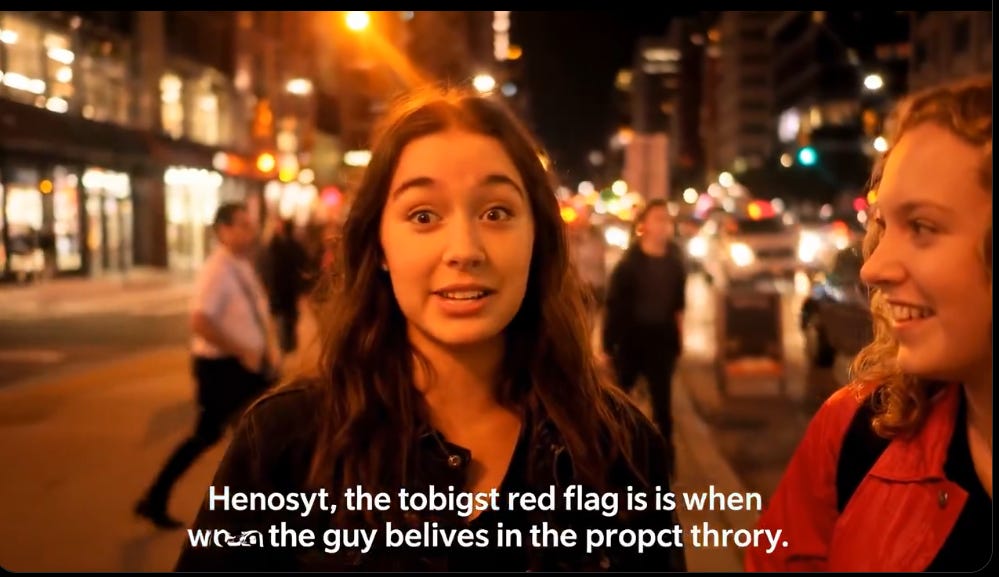 Henosyt, the tobigst red flag is is when
the guy belives in the propct throry.